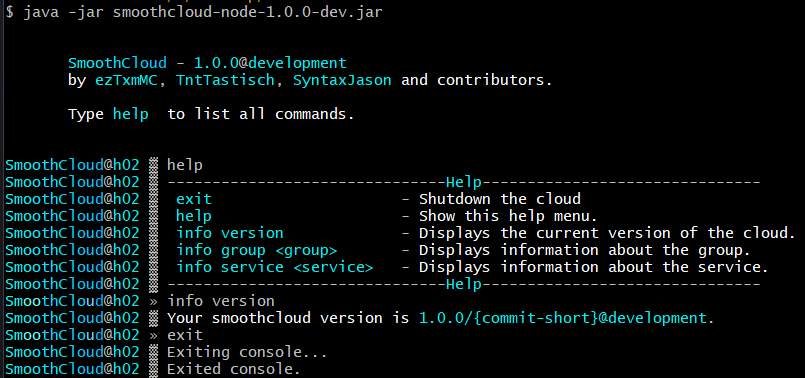 $ java -jar smoothcloud-node-1.0.0-dev.jar
SmoothCloud - 1.0.0@development
by ezTxmMC, TntTastisch, SyntaxJason and contributors.
Type help  to list all commands.
SmoothCloud@h02 ▒ help
SmoothCloud@h02 ▒ -------------------------------Help-------------------------------
SmoothCloud@h02 ▒  exit                     - Shutdown the cloud
SmoothCloud@h02 ▒  help                     - Show this help menu.
SmoothCloud@h02 ▒  info version             - Displays the current version of the cloud.
SmoothCloud@h02 ▒  info group <group>       - Displays information about the group.
SmoothCloud@h02 ▒  info service <service>   - Displays information about the service.
SmoothCloud@h02 ▒ -------------------------------Help-------------------------------
SmoothCloud@h02 » info version
SmoothCloud@h02 ▒ Your smoothcloud version is 1.0.0/{commit-short}@development.
SmoothCloud@h02 » exit
SmoothCloud@h02 ▒ Exiting console...
SmoothCloud@h02 ▒ Exited console.